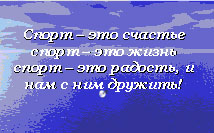 Спорт – это счастье
спорт – это жизнь
спорт – это радость, и
нам с ним дружить!